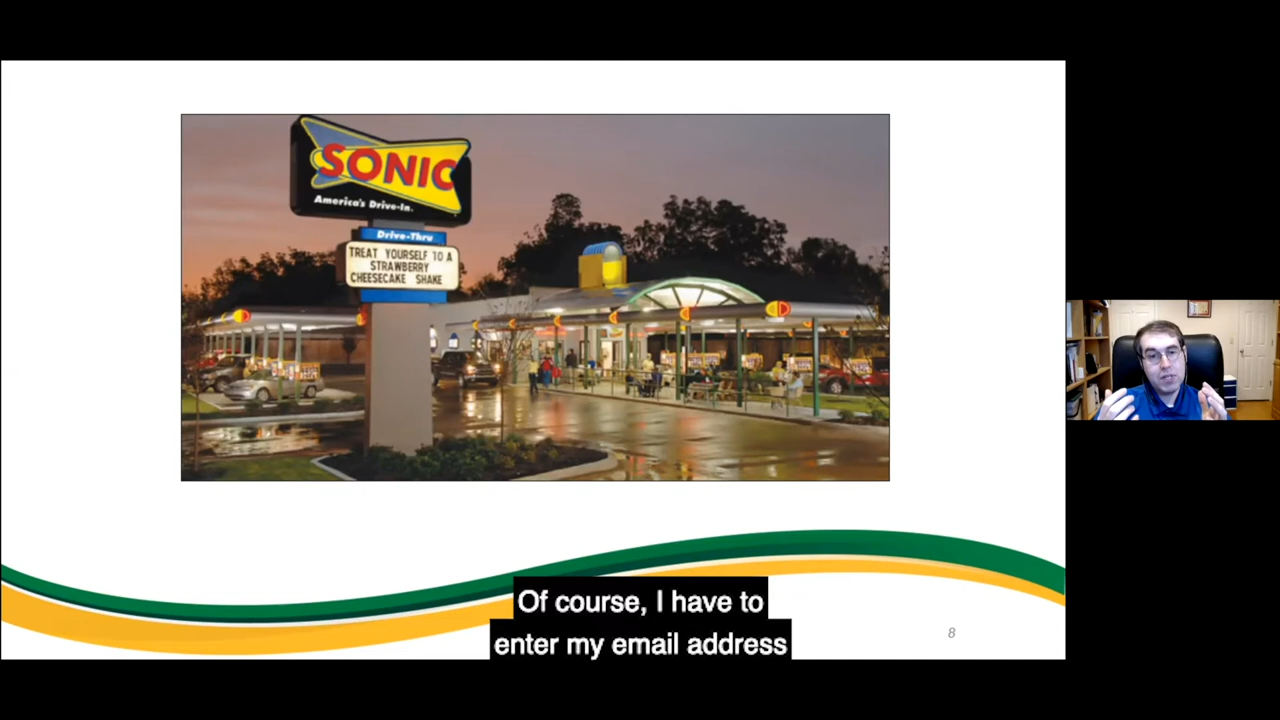 SONIC
America's Drive-In.
Drive-Thru
TREAT YOURSELF TO A
STRAWBERRY
CHEESECAKE SHAKE
Of course, I have to
enter my email address
8